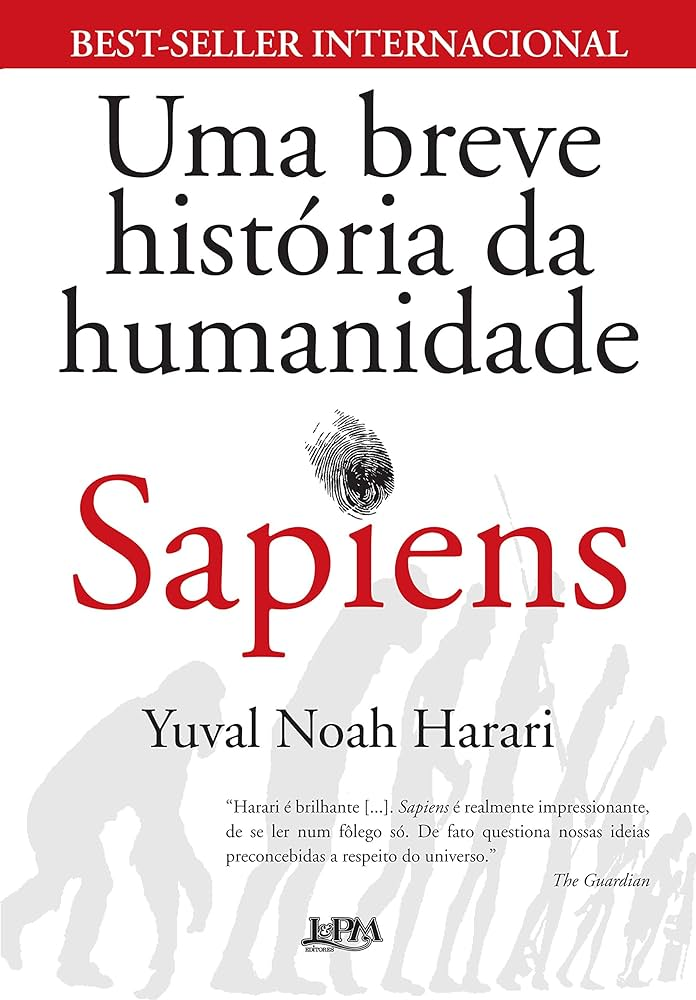 BEST-SELLER INTERNACIONAL
Uma breve
história da
humanidade
Sapiens
Yuval Noah Harari
“Harari é brilhante [...]. Sapiens é realmente impressionante,
de se ler num fôlego só. De fato questiona nossas ideias
preconcebidas a respeito do universo.”
The Guardian
L&PM
EDITORES